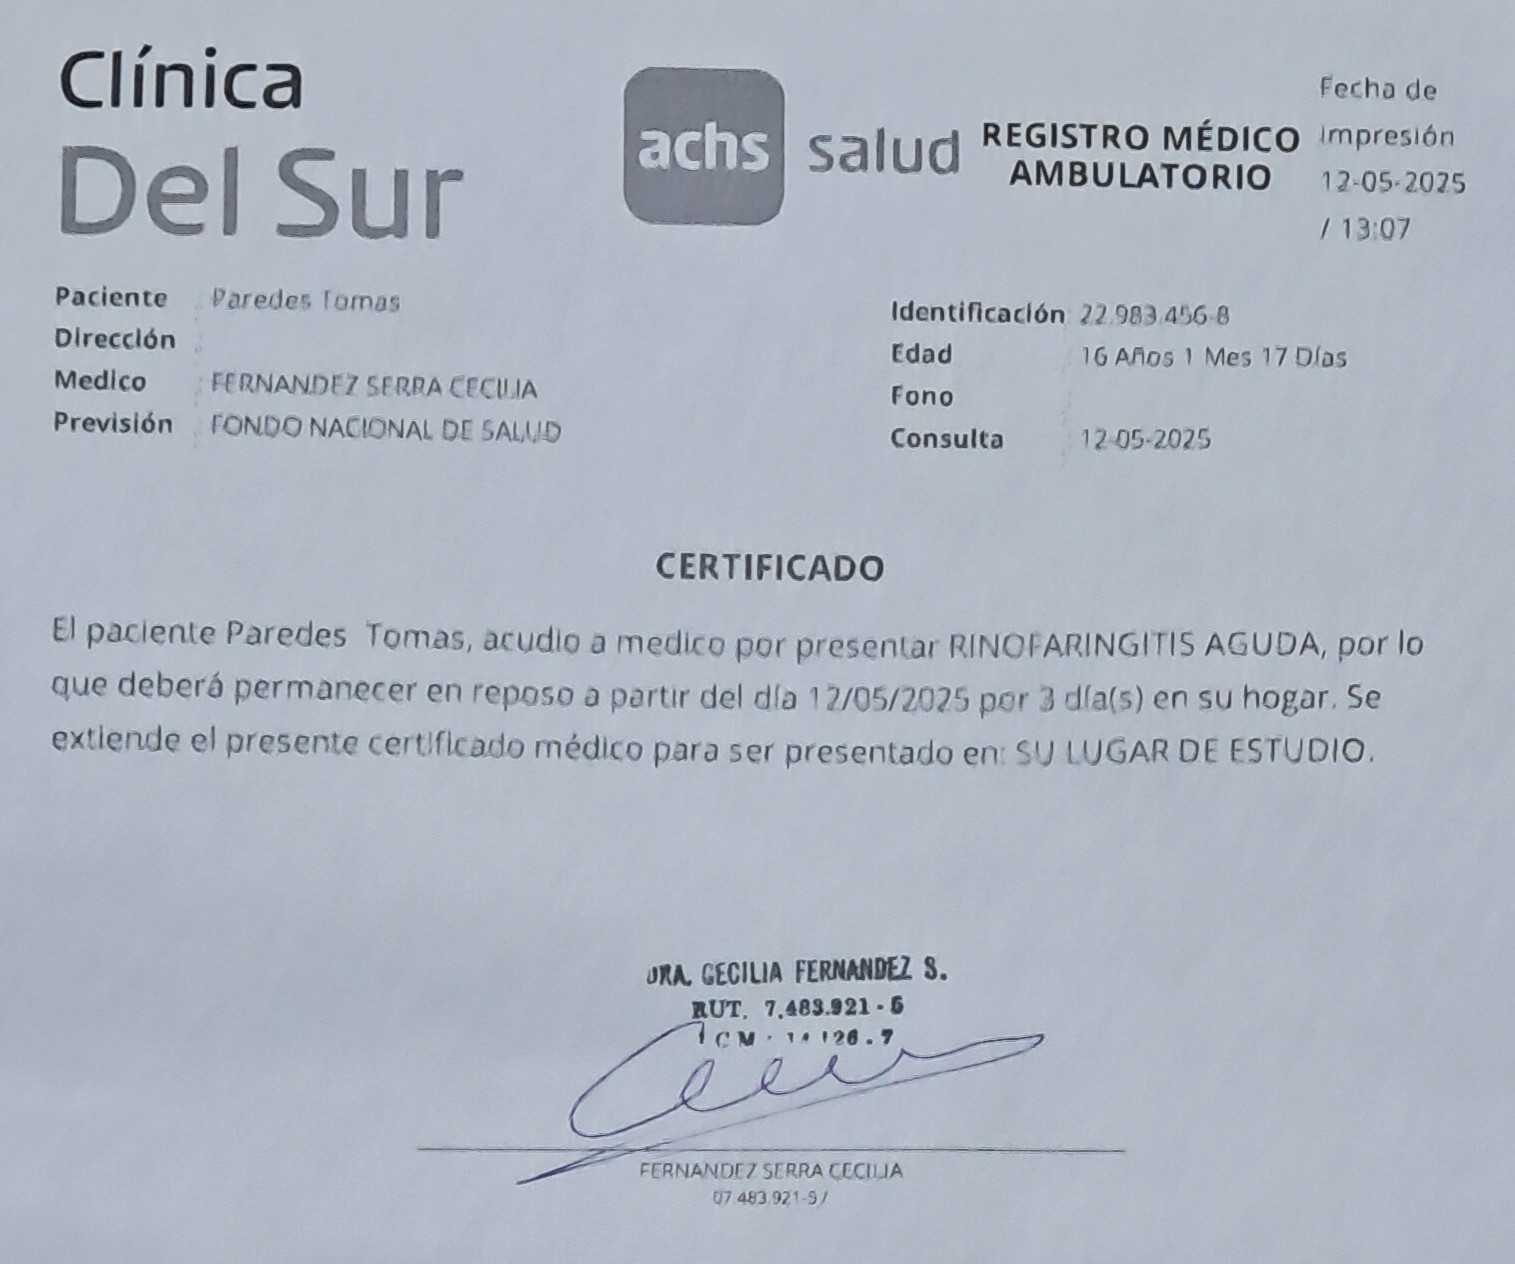 Clínica
Del Sur
achs salud
REGISTRO MÉDICO
AMBULATORIO
Fecha de
Impresión
12-05-2025
/ 13:07
Paciente : Paredes Tomas
Dirección :
Medico : FERNANDEZ SERRA CECILIA
Previsión : FONDO NACIONAL DE SALUD
Identificación : 22.983.456-8
Edad : 16 Años 1 Mes 17 Días
Fono :
Consulta : 12-05-2025
CERTIFICADO
El paciente Paredes Tomas, acudio a medico por presentar RINOFARINGITIS AGUDA, por lo
que deberá permanecer en reposo a partir del día 12/05/2025 por 3 día(s) en su hogar. Se
extiende el presente certificado médico para ser presentado en: SU LUGAR DE ESTUDIO.
DRA. CECILIA FERNANDEZ S.
RUT. 7.483.921-
FERNANDEZ SERRA CECILIA